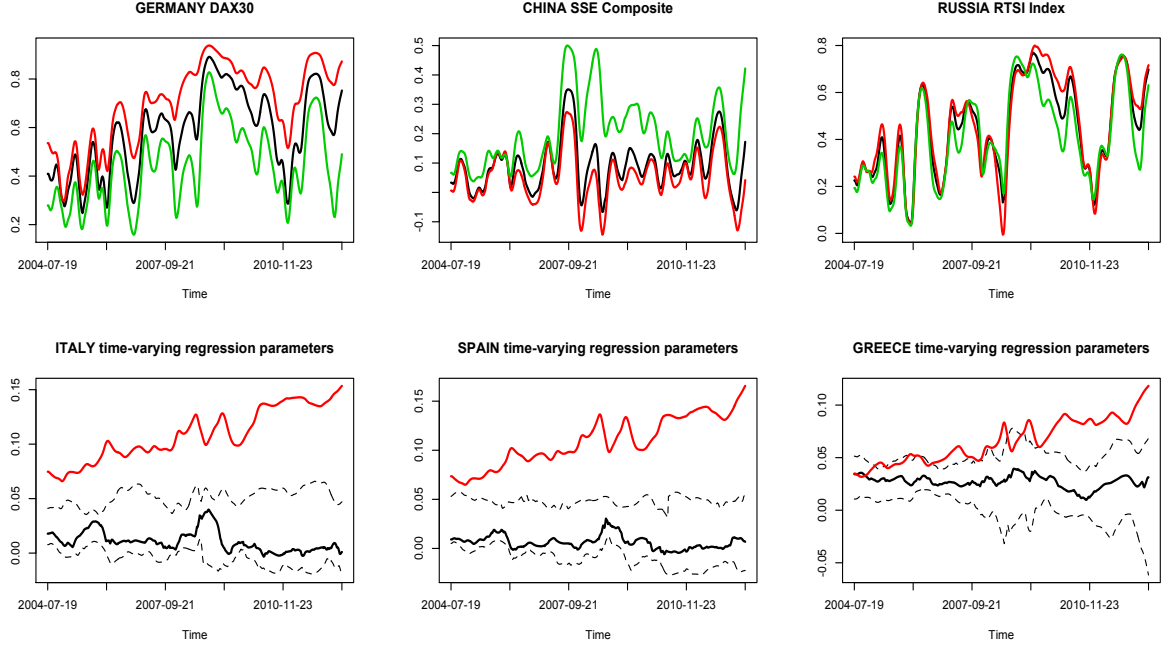 GERMANY DAX30
0.2 0.4 0.6 0.8
2004-07-19 2007-09-21 2010-11-23
Time
CHINA SSE Composite
-0.1 0.1 0.2 0.3 0.4 0.5
2004-07-19 2007-09-21 2010-11-23
Time
RUSSIA RTSI Index
0.0 0.2 0.4 0.6 0.8
2004-07-19 2007-09-21 2010-11-23
Time
ITALY time-varying regression parameters
0.00 0.05 0.10 0.15
2004-07-19 2007-09-21 2010-11-23
Time
SPAIN time-varying regression parameters
0.00 0.05 0.10 0.15
2004-07-19 2007-09-21 2010-11-23
Time
GREECE time-varying regression parameters
-0.05 0.00 0.05 0.10
2004-07-19 2007-09-21 2010-11-23
Time